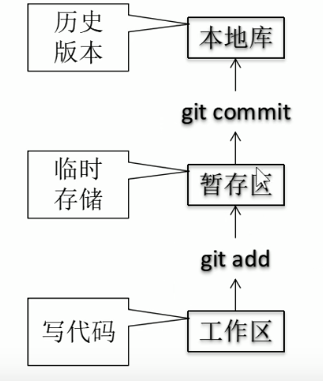 历史
版本
本地库
git commit
临时
存储
暂存区
git add
写代码
工作区